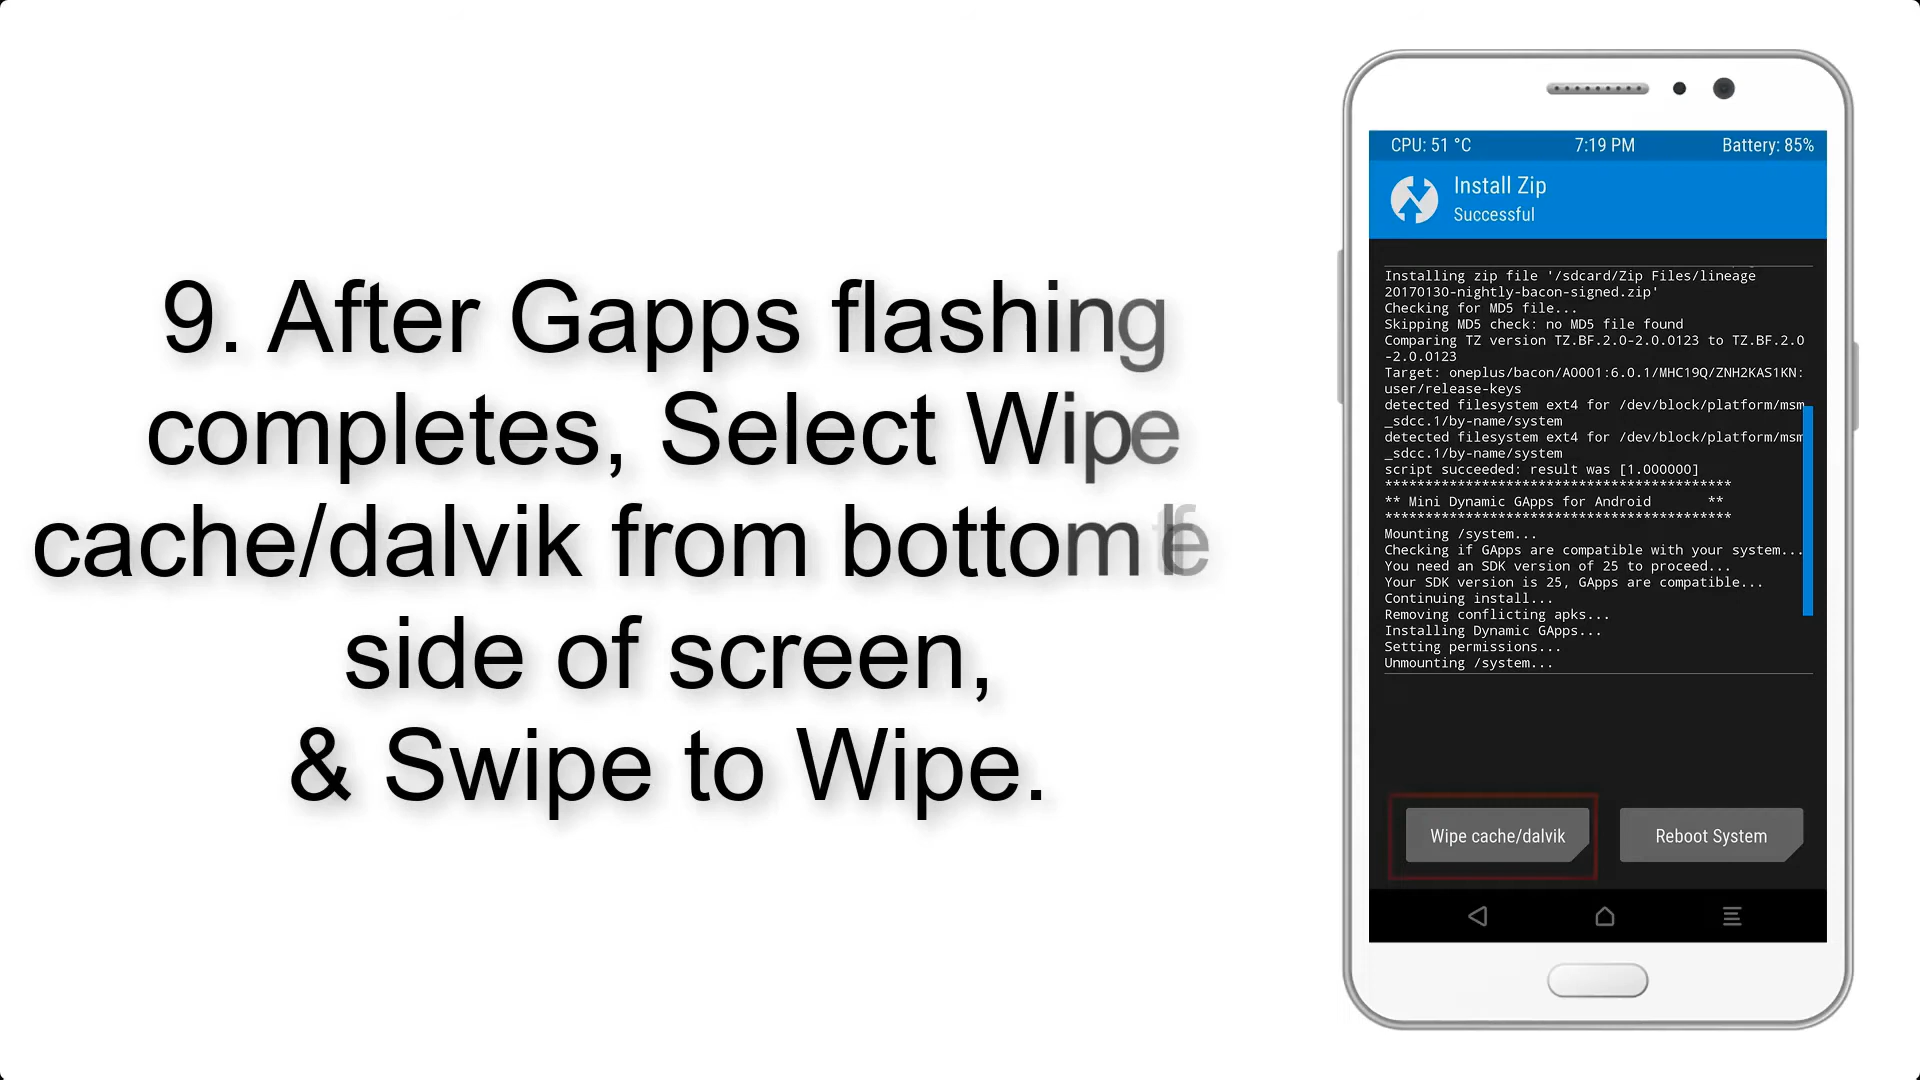 9. After Gapps flashing
completes, Select Wipe
cache/dalvik from bottom
side of screen,
& Swipe to Wipe.
CPU: 51 °C 7:19 PM Battery: 85%
Install Zip
Successful
Installing zip file '/sdcard/Zip Files/lineage
20170130-nightly-bacon-signed.zip'
Checking for MD5 file...
Skipping MD5 check: no MD5 file found
Comparing TZ version TZ.BF.2.0-2.0.0123 to TZ.BF.2.0
-2.0.0123
Target: oneplus/bacon/A0001:6.0.1/MHC19Q/ZNH2KAS1KN:
user/release-keys
detected filesystem ext4 for /dev/block/platform/msm
_sdcc.1/by-name/system
detected filesystem ext4 for /dev/block/platform/msm
_sdcc.1/by-name/system
script succeeded: result was [1.000000]
*******************************************
** Mini Dynamic GApps for Android **
*******************************************
Mounting /system...
Checking if GApps are compatible with your system...
You need an SDK version of 25 to proceed...
Your SDK version is 25, GApps are compatible...
Continuing install...
Removing conflicting apks...
Installing Dynamic GApps...
Setting permissions...
Unmounting /system...
Wipe cache/dalvik Reboot System